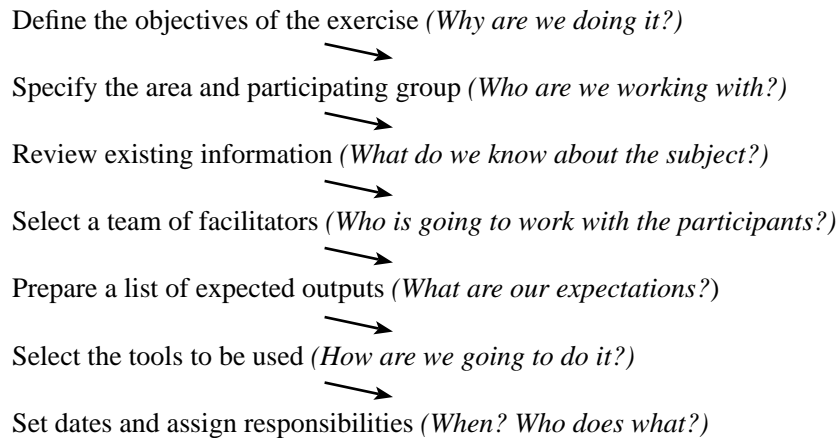 Define the objectives of the exercise (Why are we doing it?)
Specify the area and participating group (Who are we working with?)
Review existing information (What do we know about the subject?)
Select a team of facilitators (Who is going to work with the participants?)
Prepare a list of expected outputs (What are our expectations?)
Select the tools to be used (How are we going to do it?)
Set dates and assign responsibilities (When? Who does what?)